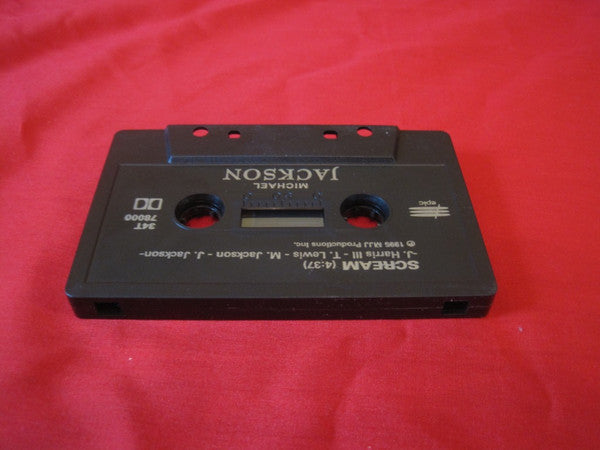 SCREAM (4:37)
-J. Harris III - T. Lewis - M. Jackson - J. Jackson-
℗ 1995 MJJ Productions Inc.
epic
34T
78000
MICHAEL
JACKSON